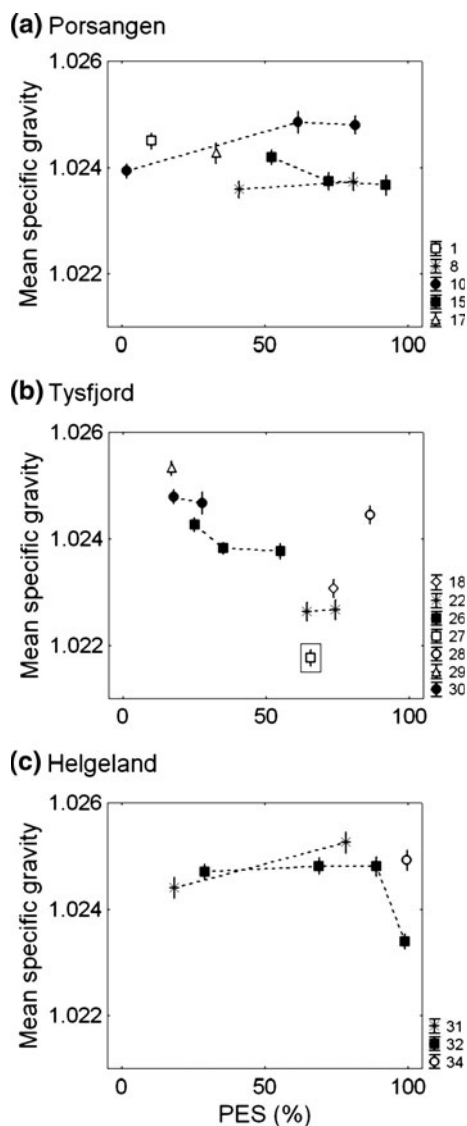 (a) Porsangen
Mean specific gravity
1.026
1.024
1.022
0 50 100
1
8
10
15
17
(b) Tysfjord
Mean specific gravity
1.026
1.024
1.022
0 50 100
18
22
26
27
28
29
30
(c) Helgeland
Mean specific gravity
1.026
1.024
1.022
0 50 100
PES (%)
31
32
34